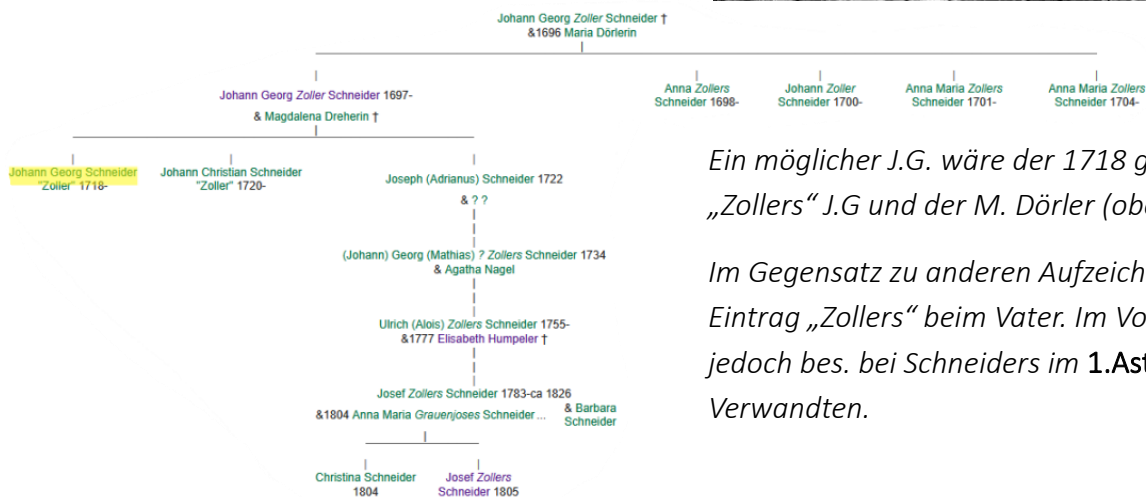 Johann Georg Zoller Schneider †
&1696 Maria Dörlerin
Johann Georg Zoller Schneider 1697-
& Magdalena Dreherin †
Anna Zollers
Schneider 1698-
Johann Zoller
Schneider 1700-
Anna Maria Zollers
Schneider 1701-
Anna Maria Zollers
Schneider 1704-
Johann Georg Schneider
"Zoller" 1718-
Johann Christian Schneider
"Zoller" 1720-
Joseph (Adrianus) Schneider 1722
& ? ?
(Johann) Georg (Mathias) ? Zollers Schneider 1734
& Agatha Nagel
Ulrich (Alois) Zollers Schneider 1755-
&1777 Elisabeth Humpeler †
Josef Zollers Schneider 1783-ca 1826
&1804 Anna Maria Grauenjoses Schneider ...
& Barbara
Schneider
Christina Schneider
1804
Josef Zollers
Schneider 1805
Ein möglicher J.G. wäre der 1718 g
„Zollers“ J.G und der M. Dörler (ob
Im Gegensatz zu anderen Aufzeich
Eintrag „Zollers“ beim Vater. Im Vo
jedoch bes. bei Schneiders im 1.Ast
Verwandten.